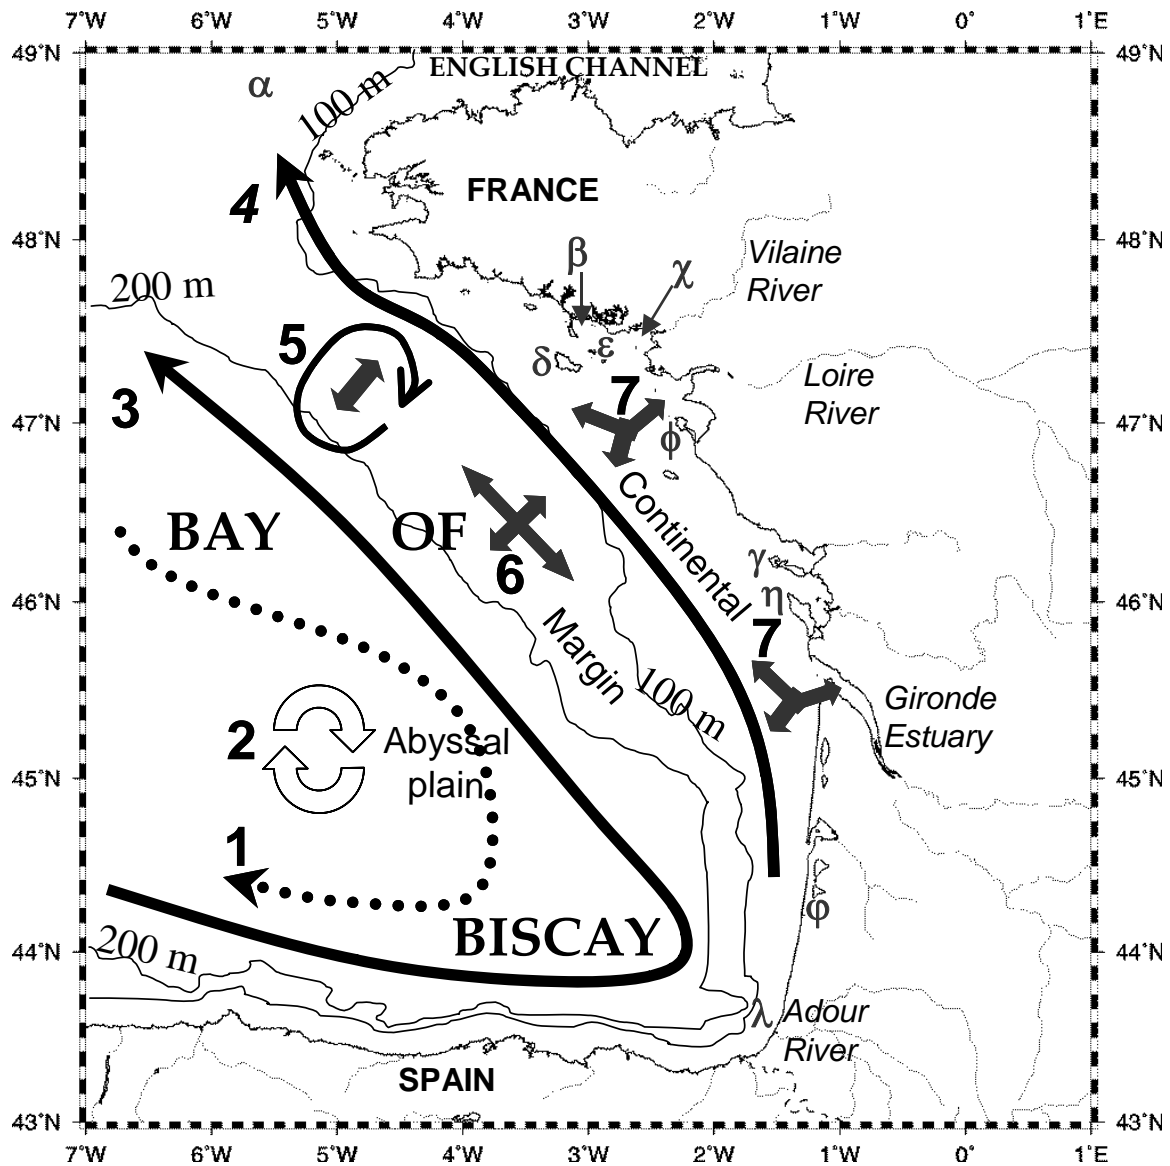 7°W 6°W 5°W 4°W 3°W 2°W 1°W 0° 1°E
49°N 49°N
ENGLISH CHANNEL
α
100 m
FRANCE
4
48°N 48°N
β
χ
Vilaine
River
200 m
5
δ
ε
3
7
Loire
River
47°N 47°N
ϕ
Continental
BAY OF
6
γ
η
46°N 46°N
7
Margin
100 m
Gironde
Estuary
2
Abyssal
plain
45°N 45°N
1
φ
BISCAY
44°N 44°N
200 m
λ
Adour
River
SPAIN
43°N 43°N
7°W 6°W 5°W 4°W 3°W 2°W 1°W 0° 1°E